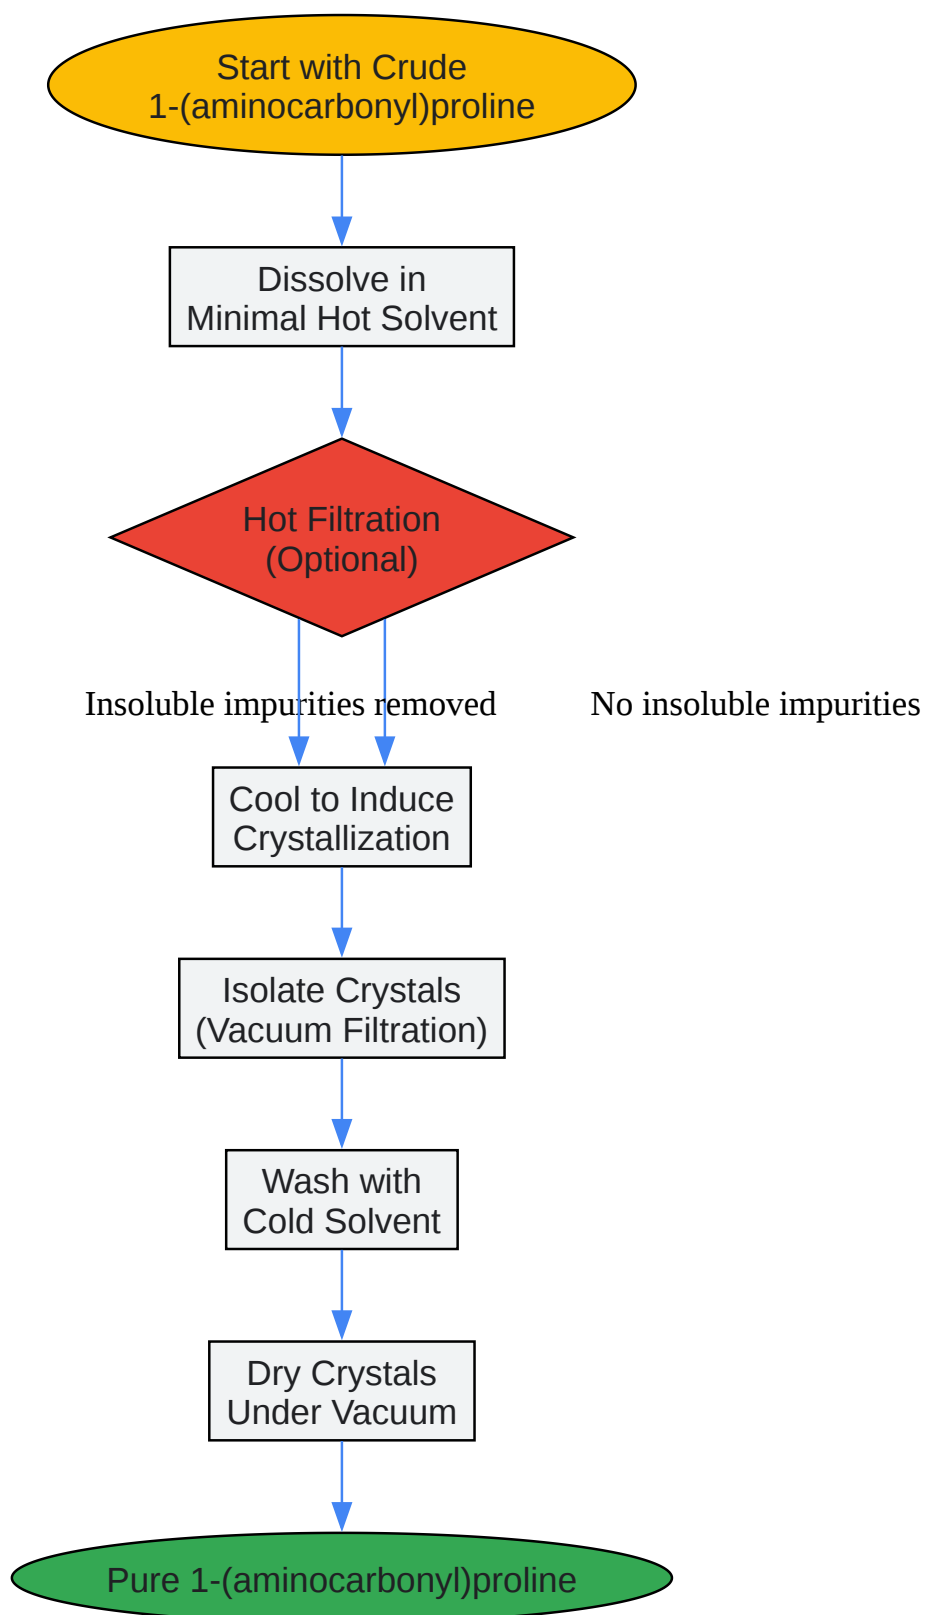 Start with Crude
1-(aminocarbonyl)proline
Dissolve in
Minimal Hot Solvent
Hot Filtration
(Optional)
Insoluble impurities removed
No insoluble impurities
Cool to Induce
Crystallization
Isolate Crystals
(Vacuum Filtration)
Wash with
Cold Solvent
Dry Crystals
Under Vacuum
Pure 1-(aminocarbonyl)proline